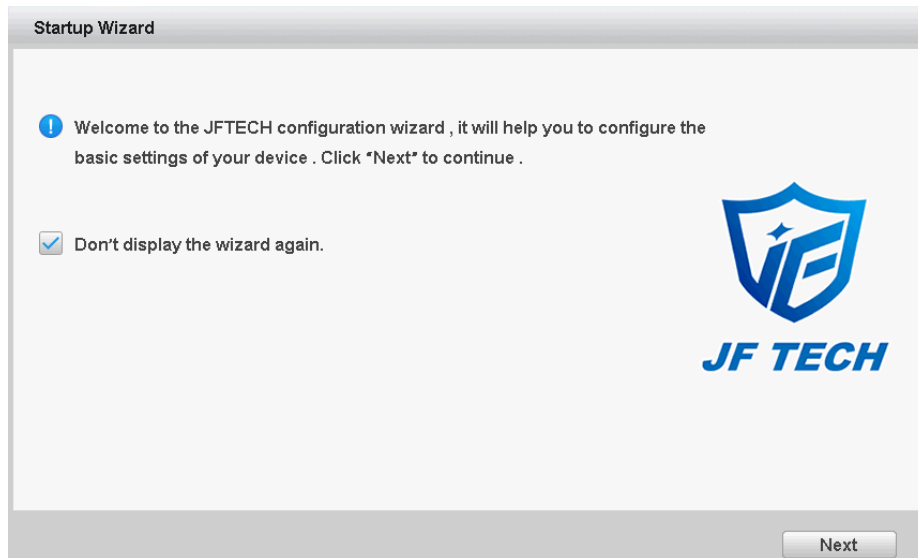 Startup Wizard
Welcome to the JFTECH configuration wizard , it will help you to configure the
basic settings of your device . Click "Next" to continue .
Don't display the wizard again.
JF TECH
Next